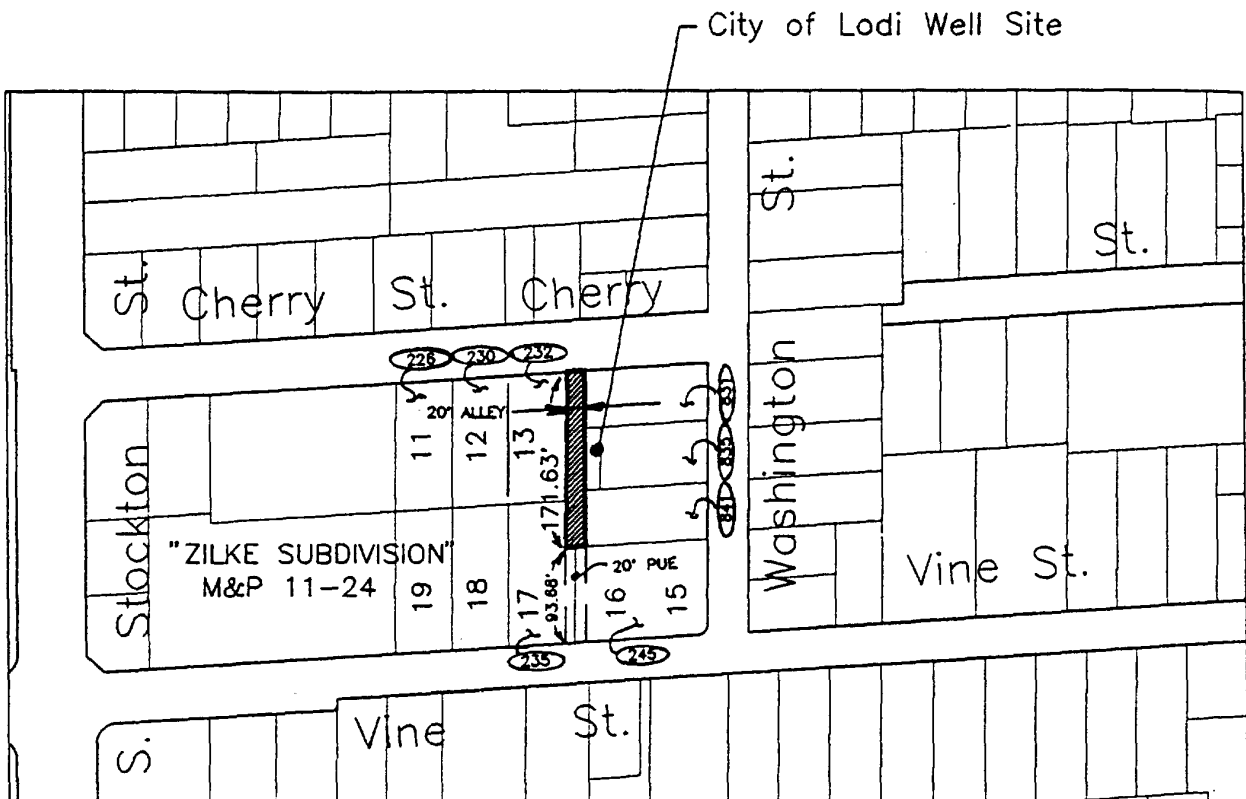 City of Lodi Well Site
St.
St.
St.
Cherry St. Cherry
226 230 232
831
20' ALLEY
11
12
13
835
171.63'
841
Stockton
Washington
"ZILKE SUBDIVISION"
M&P 11-24
20' PUE
Vine St.
19
18
17
93.88'
16
15
235
245
Vine St.
S.